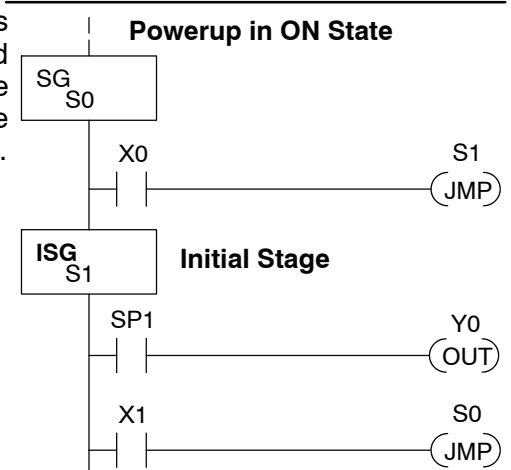 Powerup in ON State
SG
S0
X0
S1
JMP
ISG
S1
Initial Stage
SP1
Y0
OUT
X1
S0
JMP